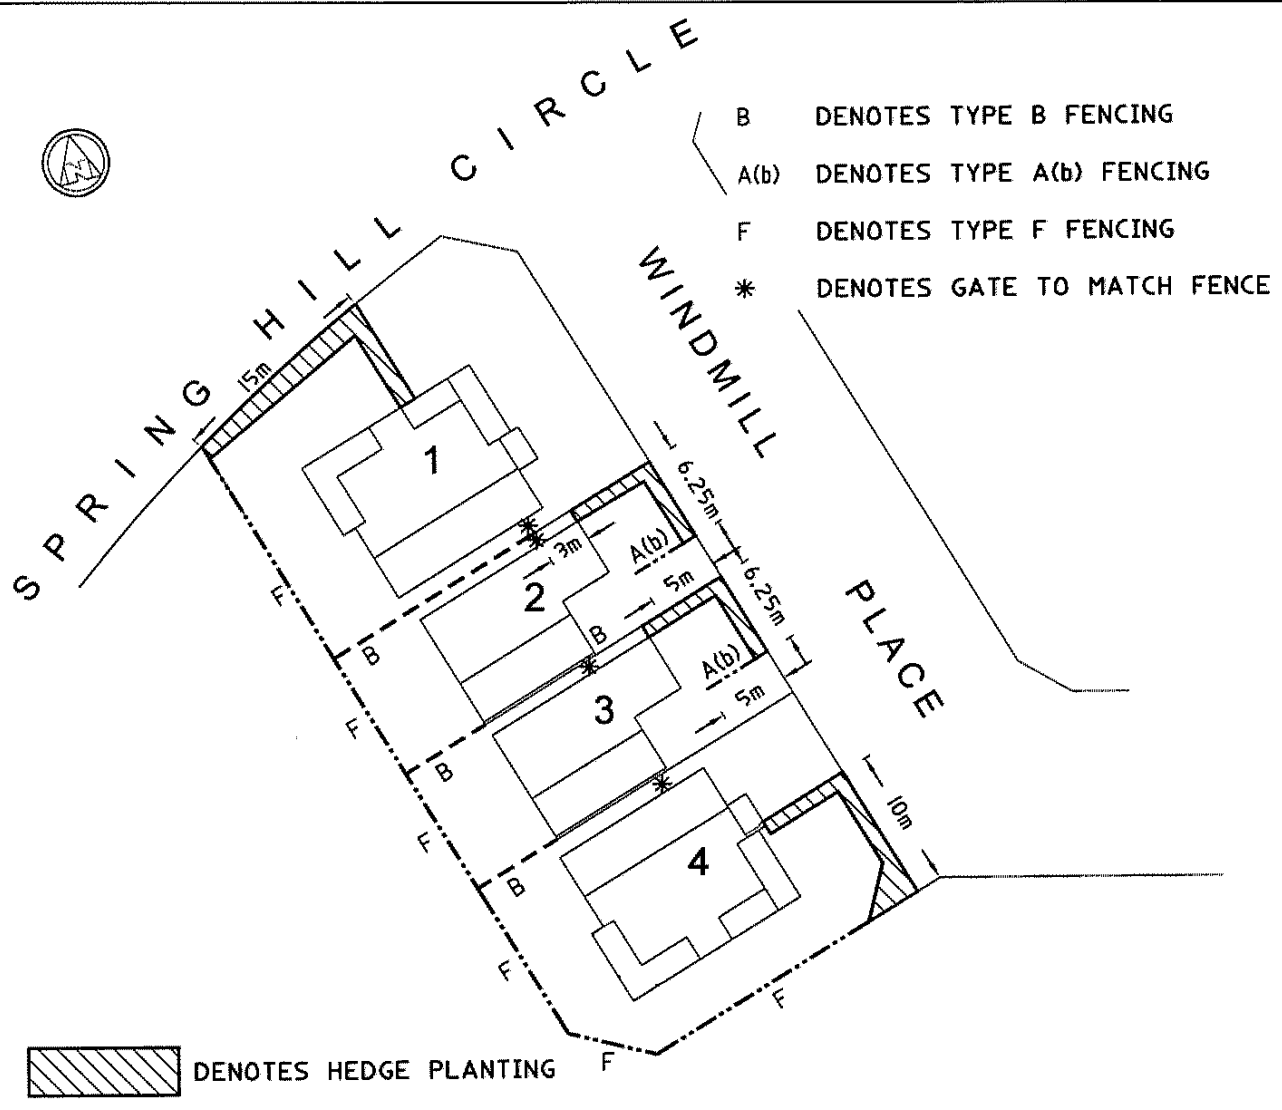 SPRING HILL CIRCLE
B DENOTES TYPE B FENCING
A(b) DENOTES TYPE A(b) FENCING
F DENOTES TYPE F FENCING
* DENOTES GATE TO MATCH FENCE
N
WINDMILL PLACE
15m
1
6.25m
A(b)
3m
2
5m
6.25m
F
B
B
A(b)
3
5m
F
B
10m
F
4
B
F
F
F
DENOTES HEDGE PLANTING